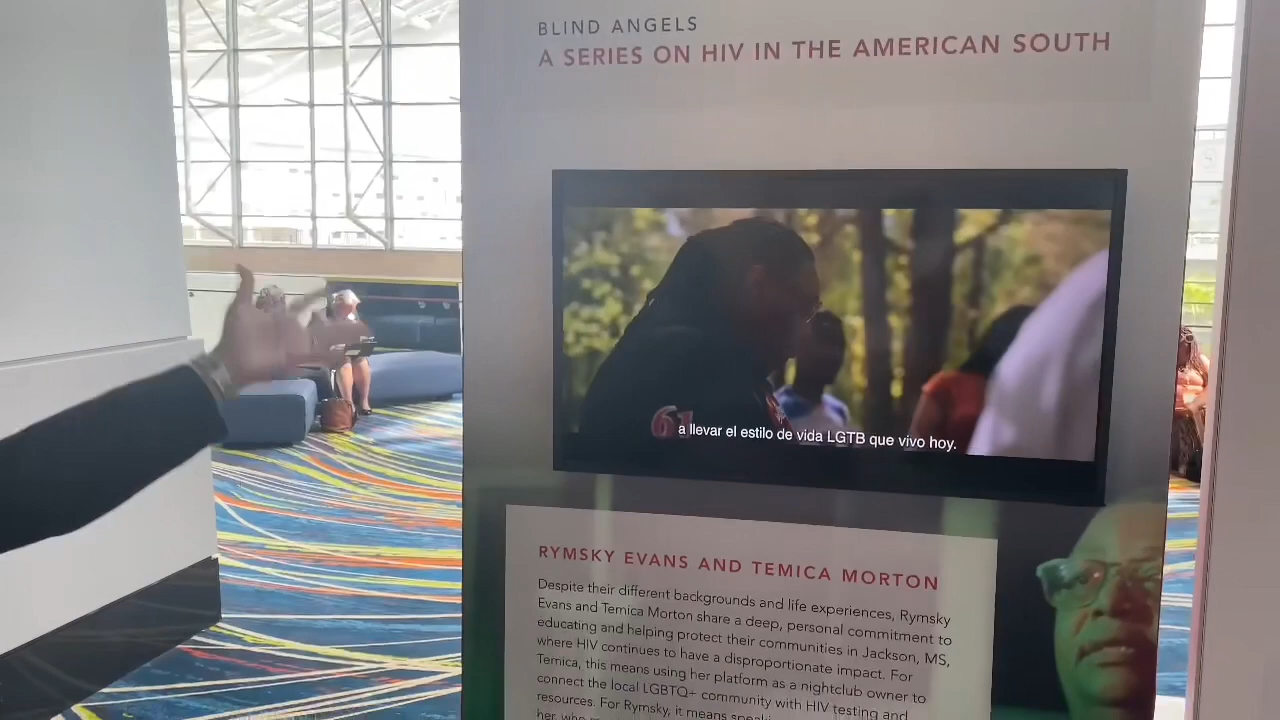 BLIND ANGELS
A SERIES ON HIV IN THE AMERICAN SOUTH
61
a llevar el estilo de vida LGTB que vivo hoy.
RYMSKY EVANS AND TEMICA MORTON
Despite their different backgrounds and life experiences, Rymsky
Evans and Temica Morton share a deep, personal commitment to
educating and helping protect their communities in Jackson, MS,
where HIV continues to have a disproportionate impact. For
Temica, this means using her platform as a nightclub owner to
connect the local LGBTQ+ community with HIV testing and
resources. For Rymsky, it means
her, who